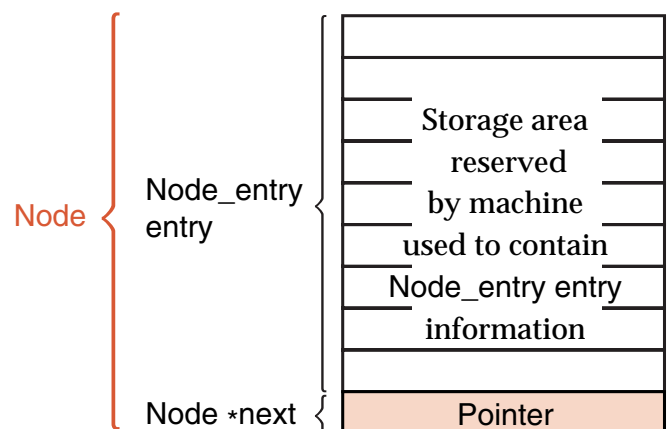 Node
Node_entry
entry
Storage area
reserved
by machine
used to contain
Node_entry entry
information
Node *next
Pointer